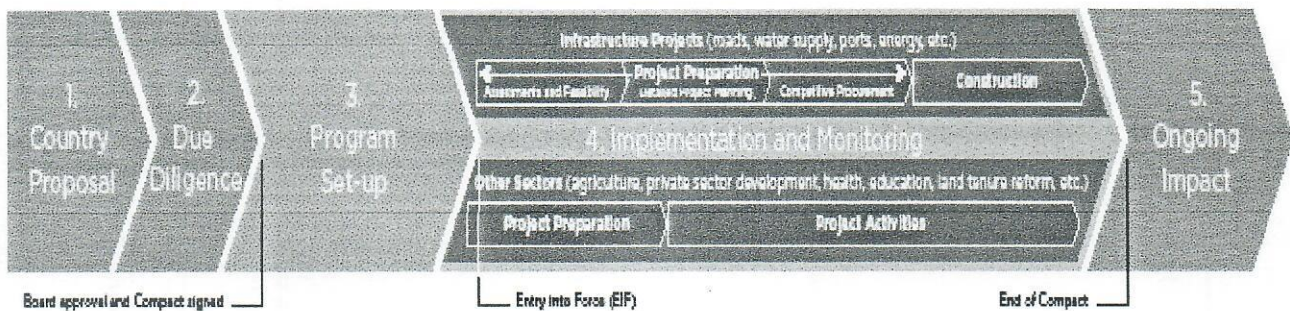 1.
Country
Proposal
2.
Due
Diligence
3.
Program
Set-up
Infrastructure Projects (roads, water supply, ports, energy, etc.)
Project Preparation
Assessments and Feasibility
Detailed Project Planning
Competitive Procurement
Construction
4. Implementation and Monitoring
Other Sectors (agriculture, private sector development, health, education, land tenure reform, etc.)
Project Preparation
Project Activities
5.
Ongoing
Impact
Board approval and Compact signed
Entry into Force (EIF)
End of Compact